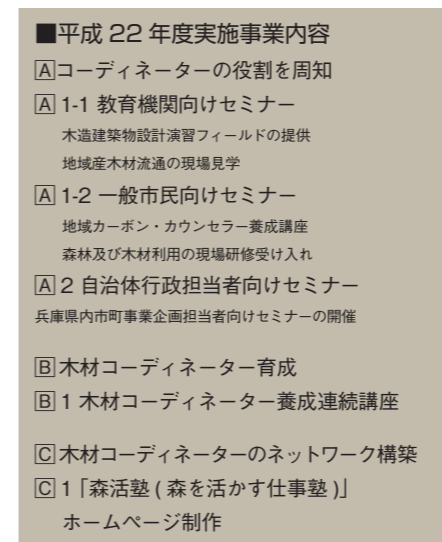 ■平成 22 年度実施事業内容
Ⓐコーディネーターの役割を周知
Ⓐ 1-1 教育機関向けセミナー
木造建築物設計演習フィールドの提供
地域産木材流通の現場見学
Ⓐ 1-2 一般市民向けセミナー
地域カーボン・カウンセラー養成講座
森林及び木材利用の現場研修受け入れ
Ⓐ 2 自治体行政担当者向けセミナー
兵庫県内市町事業企画担当者向けセミナーの開催
Ⓑ木材コーディネーター育成
Ⓑ 1 木材コーディネーター養成連続講座
Ⓒ木材コーディネーターのネットワーク構築
Ⓒ 1「森活塾 ( 森を活かす仕事塾 )」
ホームページ制作